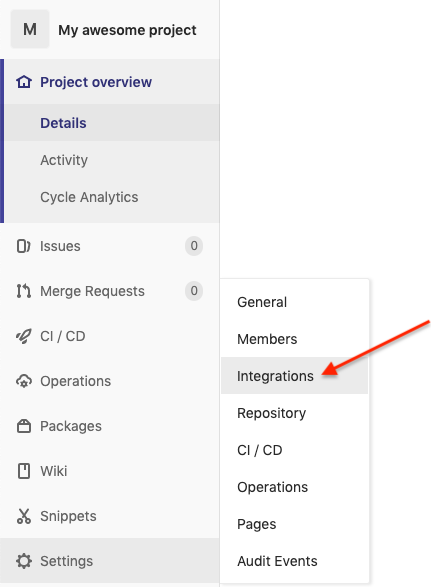 M My awesome project
Project overview
Details
Activity
Cycle Analytics
Issues 0
Merge Requests 0
CI / CD
Operations
Packages
Wiki
Snippets
Settings
General
Members
Integrations
Repository
CI / CD
Operations
Pages
Audit Events